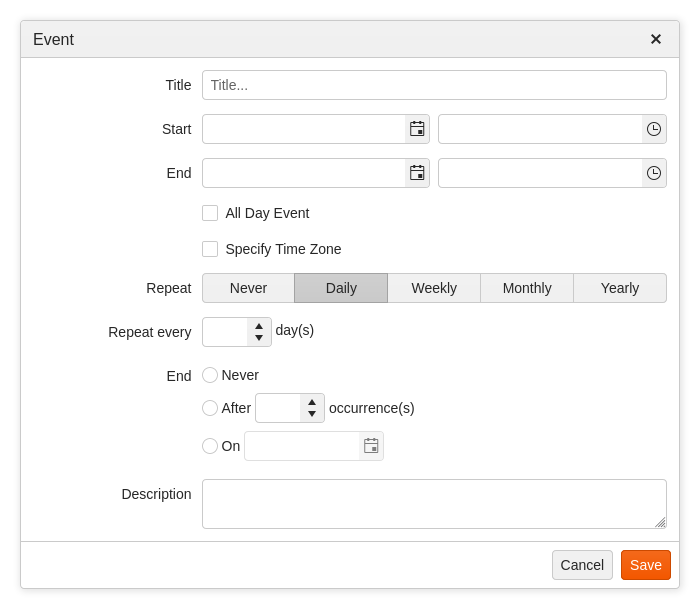 Event
Title Title...
Start
End
All Day Event
Specify Time Zone
Repeat Never Daily Weekly Monthly Yearly
Repeat every day(s)
End Never
After occurrence(s)
On
Description
Cancel Save